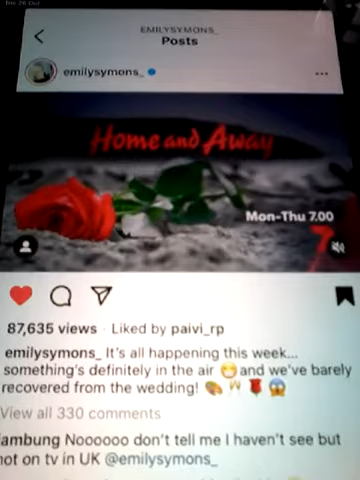 EMILYSYMONS_
Posts
emilysymons_
Home and Away
Mon-Thu 7.00
7
87,635 views · Liked by paivi_rp
emilysymons_ It's all happening this week...
something's definitely in the air 😷 and we've barely
recovered from the wedding! 🎨 🥂 🌹 😱
View all 330 comments
iambung Noooooo don't tell me I haven't see but
not on tv in UK @emilysymons_